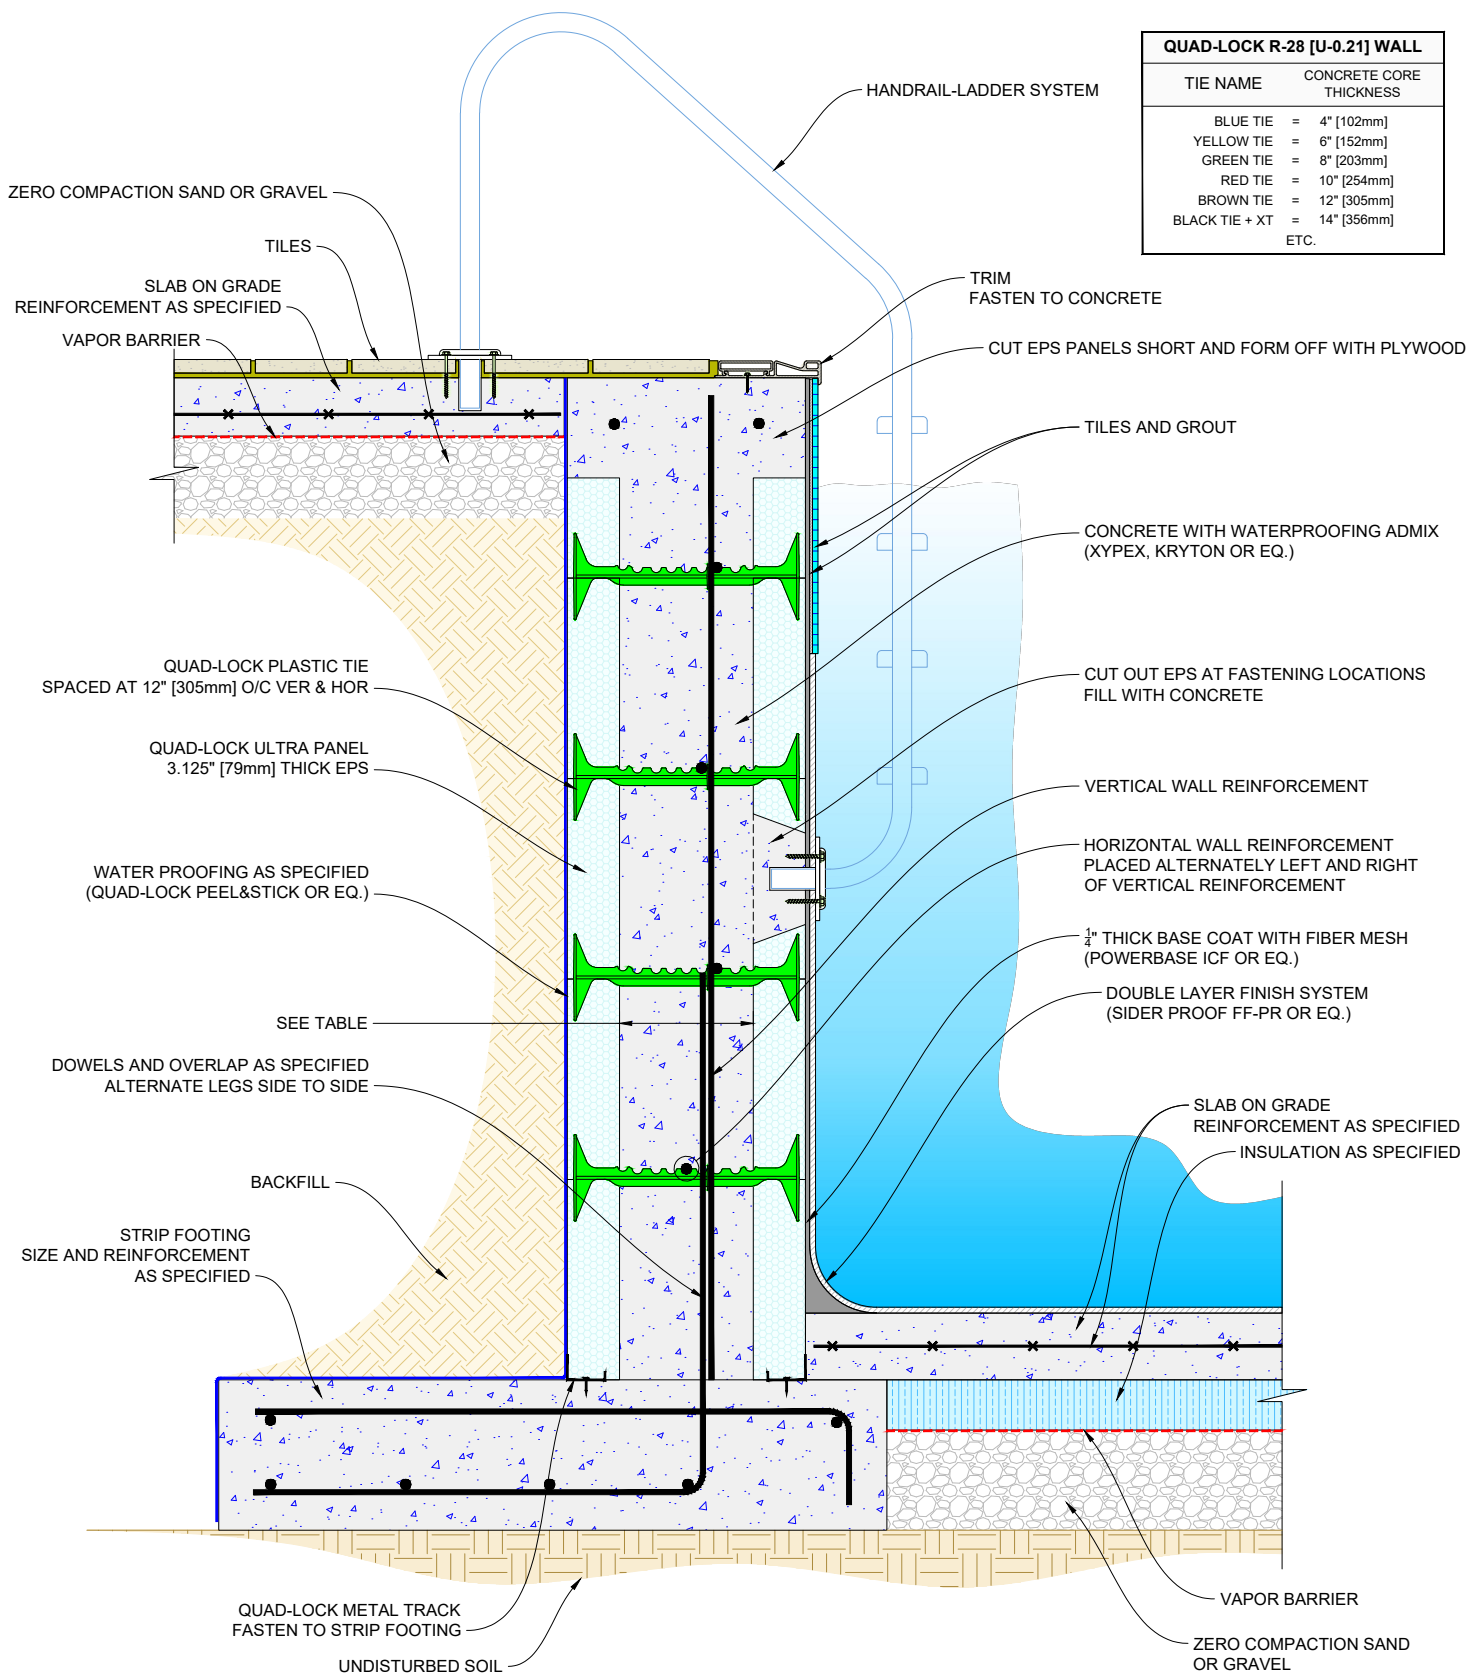 QUAD-LOCK R-28 [U-0.21] WALL
TIE NAME
CONCRETE CORE
THICKNESS
BLUE TIE = 4" [102mm]
YELLOW TIE = 6" [152mm]
GREEN TIE = 8" [203mm]
RED TIE = 10" [254mm]
BROWN TIE = 12" [305mm]
BLACK TIE + XT = 14" [356mm]
ETC.
HANDRAIL-LADDER SYSTEM
ZERO COMPACTION SAND OR GRAVEL
TILES
SLAB ON GRADE
REINFORCEMENT AS SPECIFIED
VAPOR BARRIER
TRIM
FASTEN TO CONCRETE
CUT EPS PANELS SHORT AND FORM OFF WITH PLYWOOD
TILES AND GROUT
CONCRETE WITH WATERPROOFING ADMIX
(XYPEX, KRYTON OR EQ.)
QUAD-LOCK PLASTIC TIE
SPACED AT 12" [305mm] O/C VER & HOR
CUT OUT EPS AT FASTENING LOCATIONS
FILL WITH CONCRETE
QUAD-LOCK ULTRA PANEL
3.125" [79mm] THICK EPS
VERTICAL WALL REINFORCEMENT
HORIZONTAL WALL REINFORCEMENT
PLACED ALTERNATELY LEFT AND RIGHT
OF VERTICAL REINFORCEMENT
WATER PROOFING AS SPECIFIED
(QUAD-LOCK PEEL&STICK OR EQ.)
1/4" THICK BASE COAT WITH FIBER MESH
(POWERBASE ICF OR EQ.)
DOUBLE LAYER FINISH SYSTEM
(SIDER PROOF FF-PR OR EQ.)
SEE TABLE
DOWELS AND OVERLAP AS SPECIFIED
ALTERNATE LEGS SIDE TO SIDE
SLAB ON GRADE
REINFORCEMENT AS SPECIFIED
INSULATION AS SPECIFIED
BACKFILL
STRIP FOOTING
SIZE AND REINFORCEMENT
AS SPECIFIED
QUAD-LOCK METAL TRACK
FASTEN TO STRIP FOOTING
UNDISTURBED SOIL
VAPOR BARRIER
ZERO COMPACTION SAND
OR GRAVEL